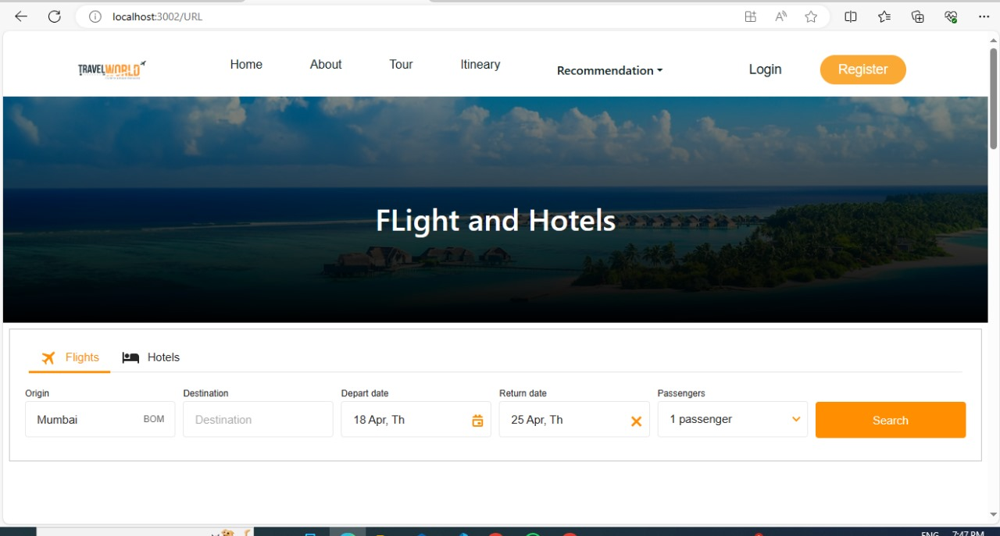 localhost:3002/URL
TRAVELWORLD
Home About Tour Itineary Recommendation Login Register
FLight and Hotels
Flights Hotels
Origin Destination Depart date Return date Passengers
Mumbai BOM Destination 18 Apr, Th 25 Apr, Th 1 passenger Search
ENG 7:47 PM